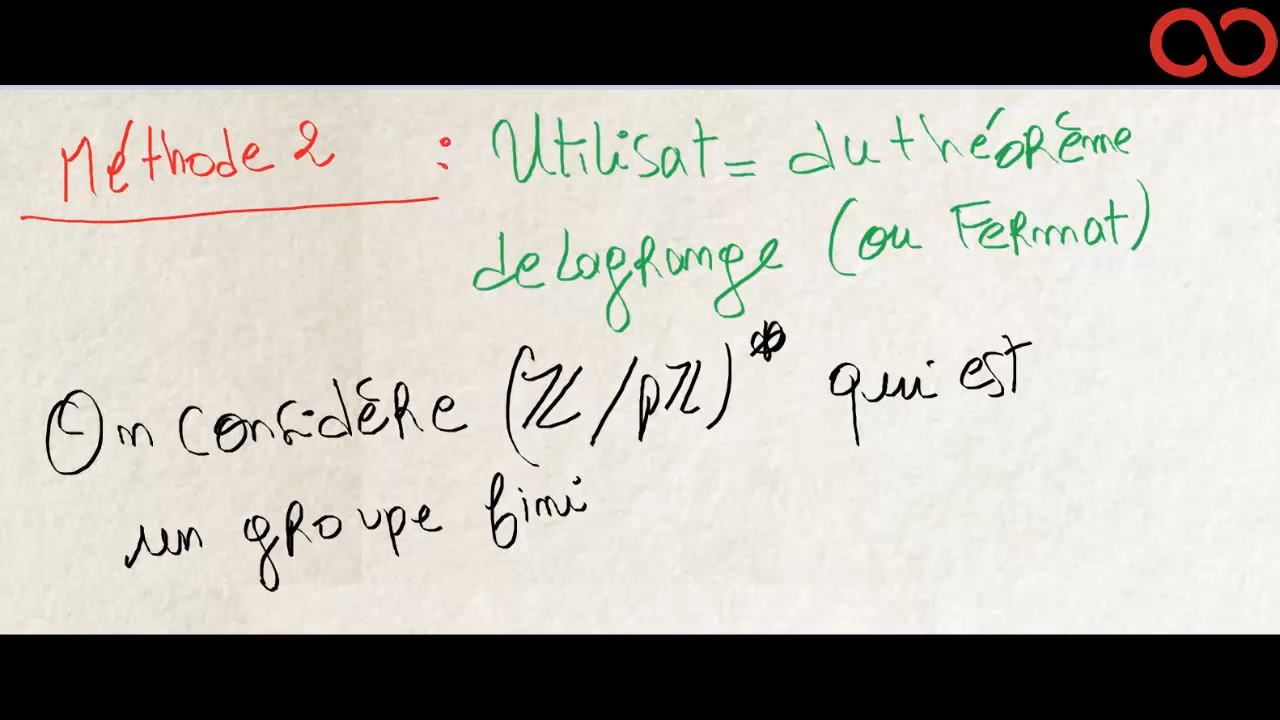 Méthode 2 : Utilisat= du théorème
de Lagrange (ou Fermat)
On considère (ℤ/pℤ)* qui est
un groupe fini